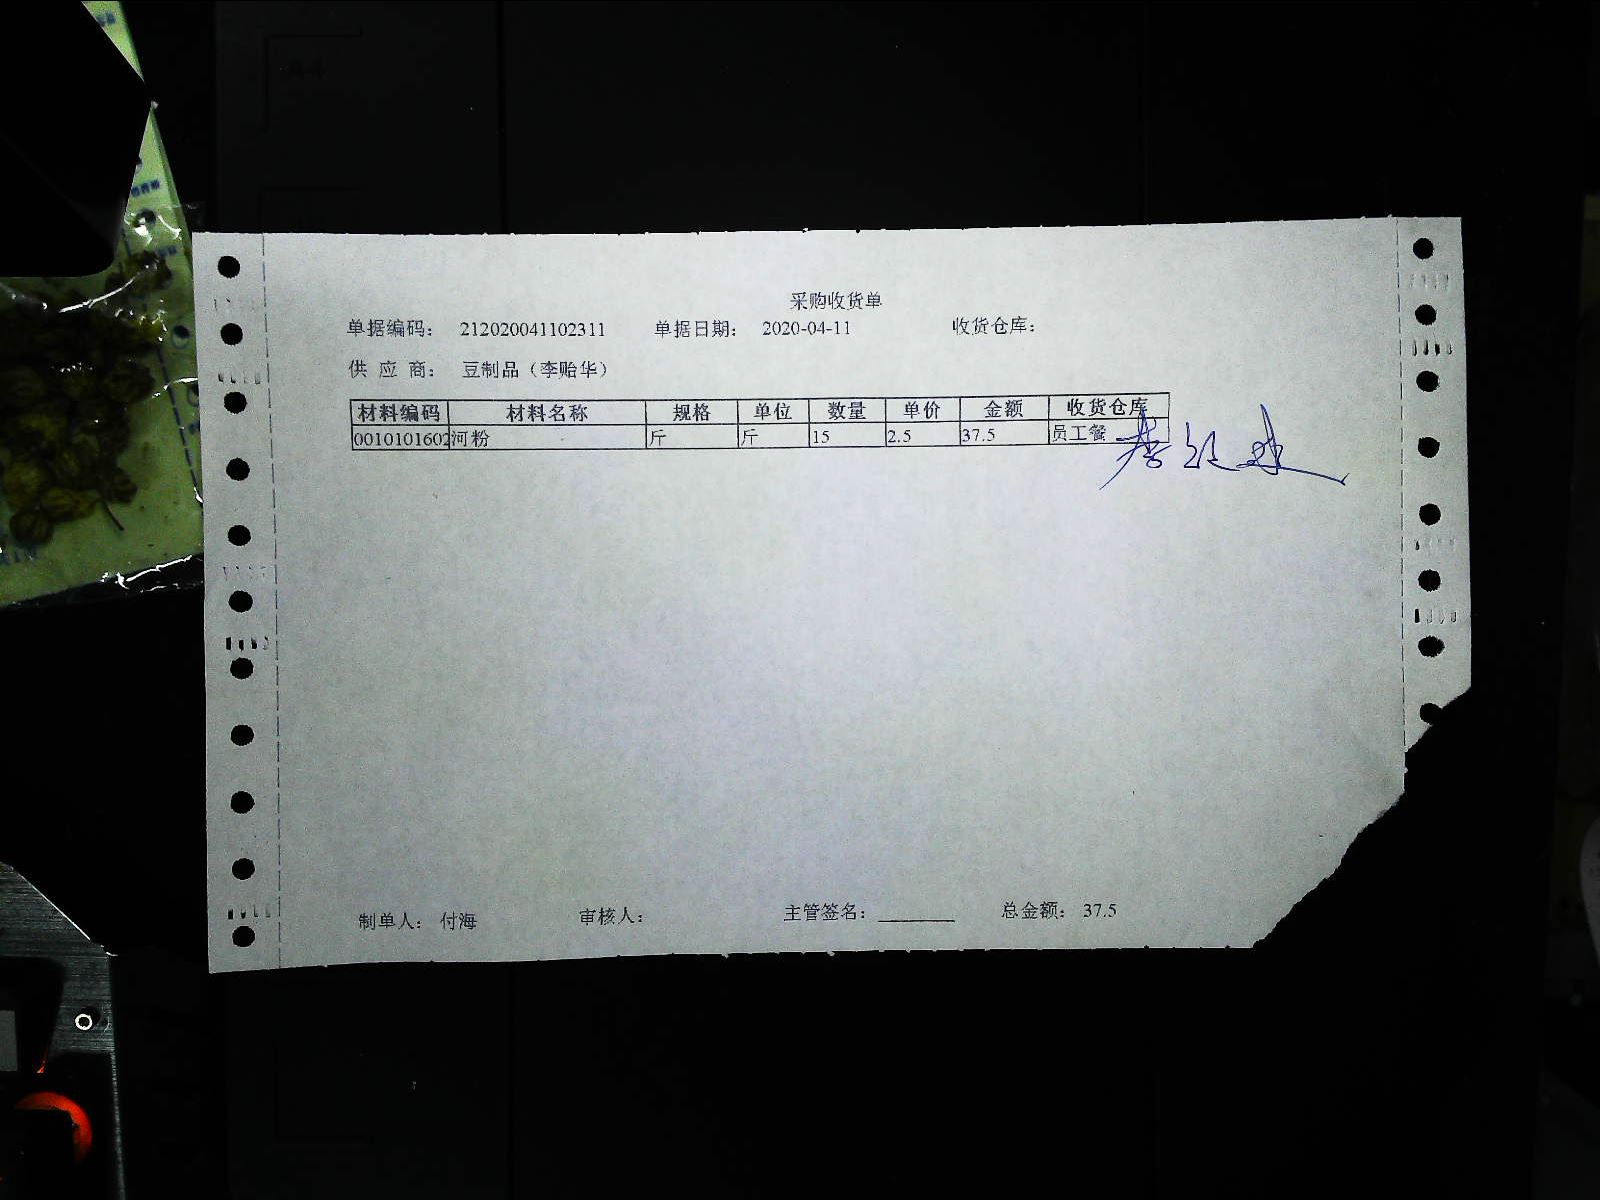 采购收货单
单据编码： 212020041102311 单据日期： 2020-04-11 收货仓库：
供 应 商： 豆制品（李贻华）
材料编码 材料名称 规格 单位 数量 单价 金额 收货仓库
0010101602 河粉 斤 斤 15 2.5 37.5 员工餐
制单人： 付海 审核人： 主管签名： 总金额： 37.5